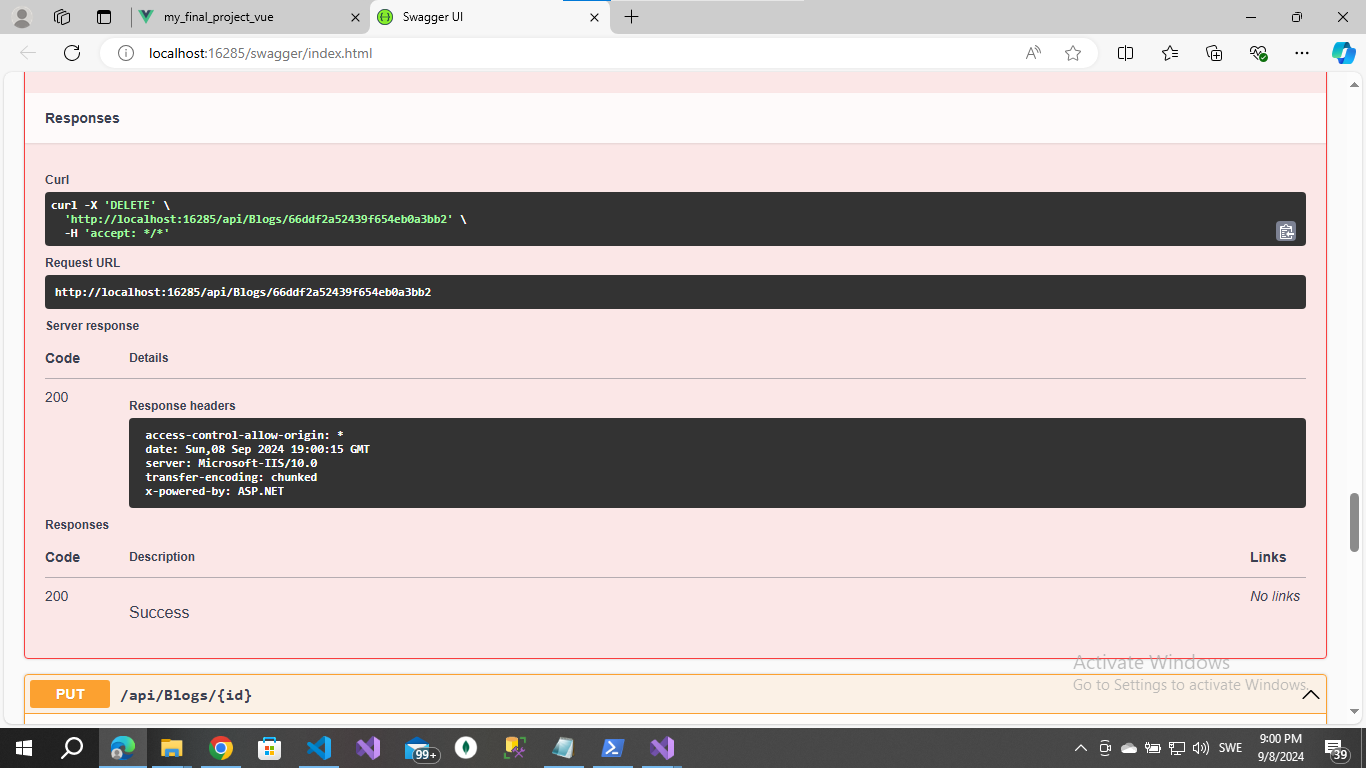 my_final_project_vue
Swagger UI
localhost:16285/swagger/index.html
Responses
Curl
curl -X 'DELETE' \
'http://localhost:16285/api/Blogs/66ddf2a52439f654eb0a3bb2' \
-H 'accept: */*'
Request URL
http://localhost:16285/api/Blogs/66ddf2a52439f654eb0a3bb2
Server response
Code Details
200
Response headers
access-control-allow-origin: *
date: Sun,08 Sep 2024 19:00:15 GMT
server: Microsoft-IIS/10.0
transfer-encoding: chunked
x-powered-by: ASP.NET
Responses
Code Description Links
200 No links
Success
Activate Windows
Go to Settings to activate Windows.
PUT /api/Blogs/{id}
99+
SWE
9:00 PM
9/8/2024
39